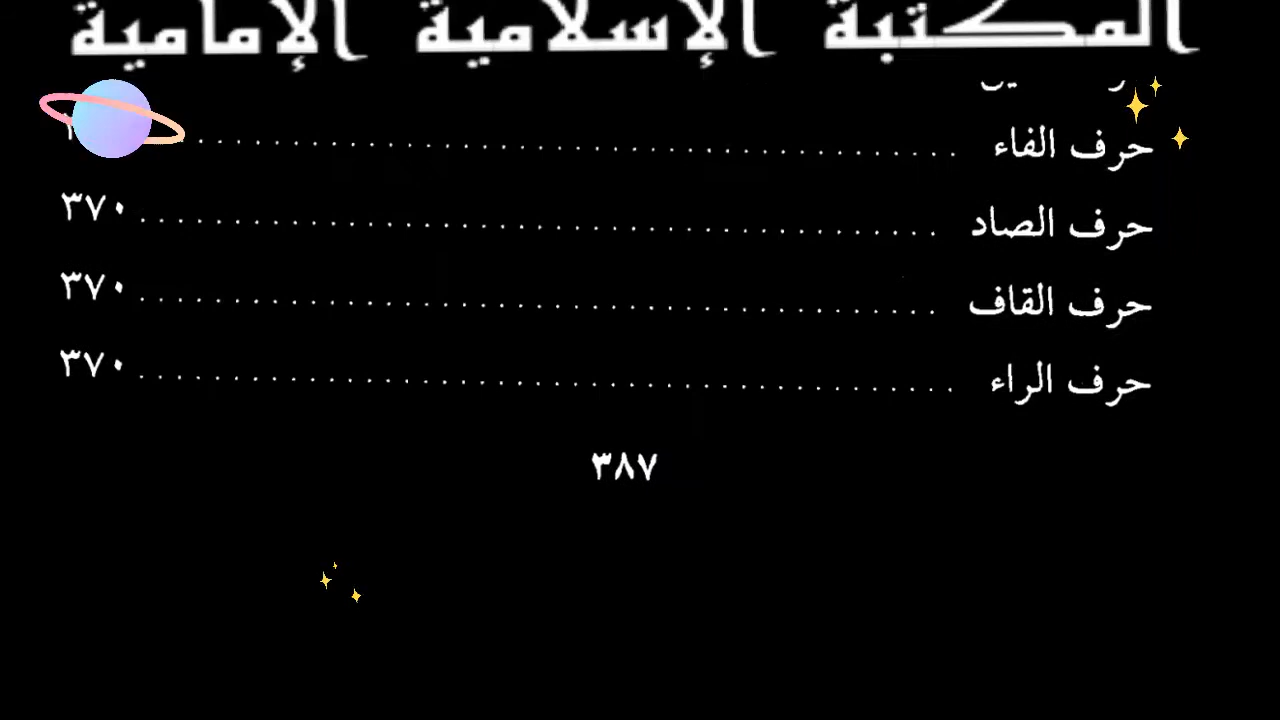 المكتبة الإسلامية الإمامية
حرف الفاء ........................................
حرف الصاد .......................................... ٣٧٠
حرف القاف .......................................... ٣٧٠
حرف الراء ........................................... ٣٧٠
٣٨٧